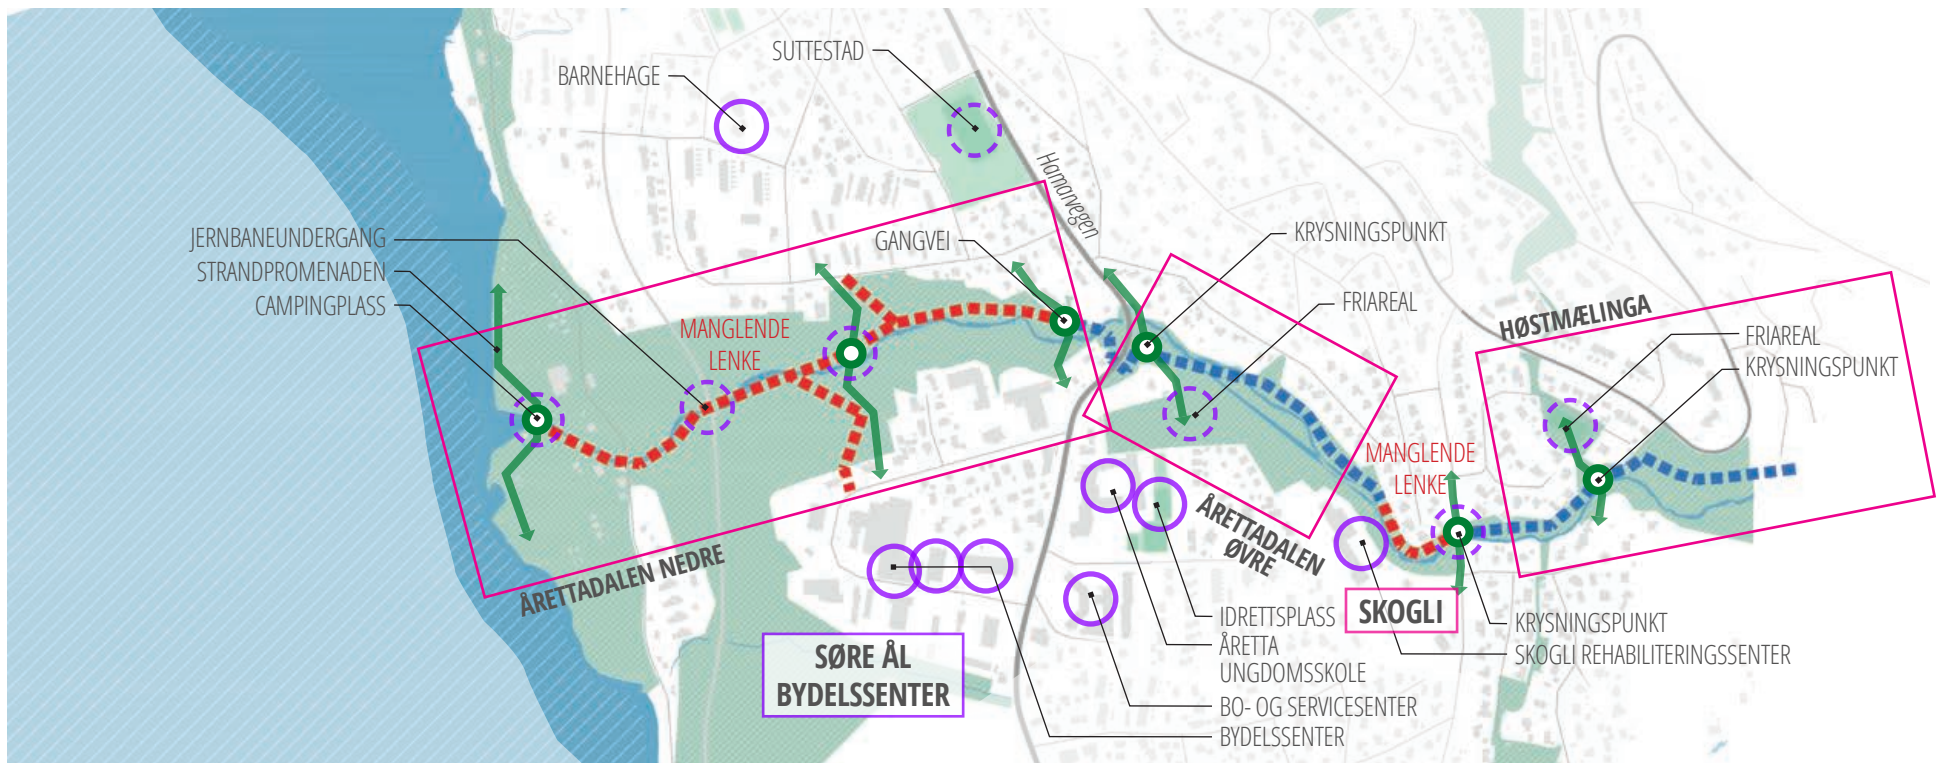 SUTTESTAD
BARNEHAGE
Hamarvegen
JERNBANEUNDERGANG
STRANDPROMENADEN
CAMPINGPLASS
GANGVEI
KRYSNINGSPUNKT
FRIAREAL
MANGLENDE
LENKE
HØSTMÆLINGA
FRIAREAL
KRYSNINGSPUNKT
MANGLENDE
LENKE
ÅRETTADALEN NEDRE
ÅRETTADALEN
ØVRE
SKOGLI
SØRE ÅL
BYDELSSENTER
IDRETTSPLASS
ÅRETTA
UNGDOMSSKOLE
BO- OG SERVICESENTER
BYDELSSENTER
KRYSNINGSPUNKT
SKOGLI REHABILITERINGSSENTER